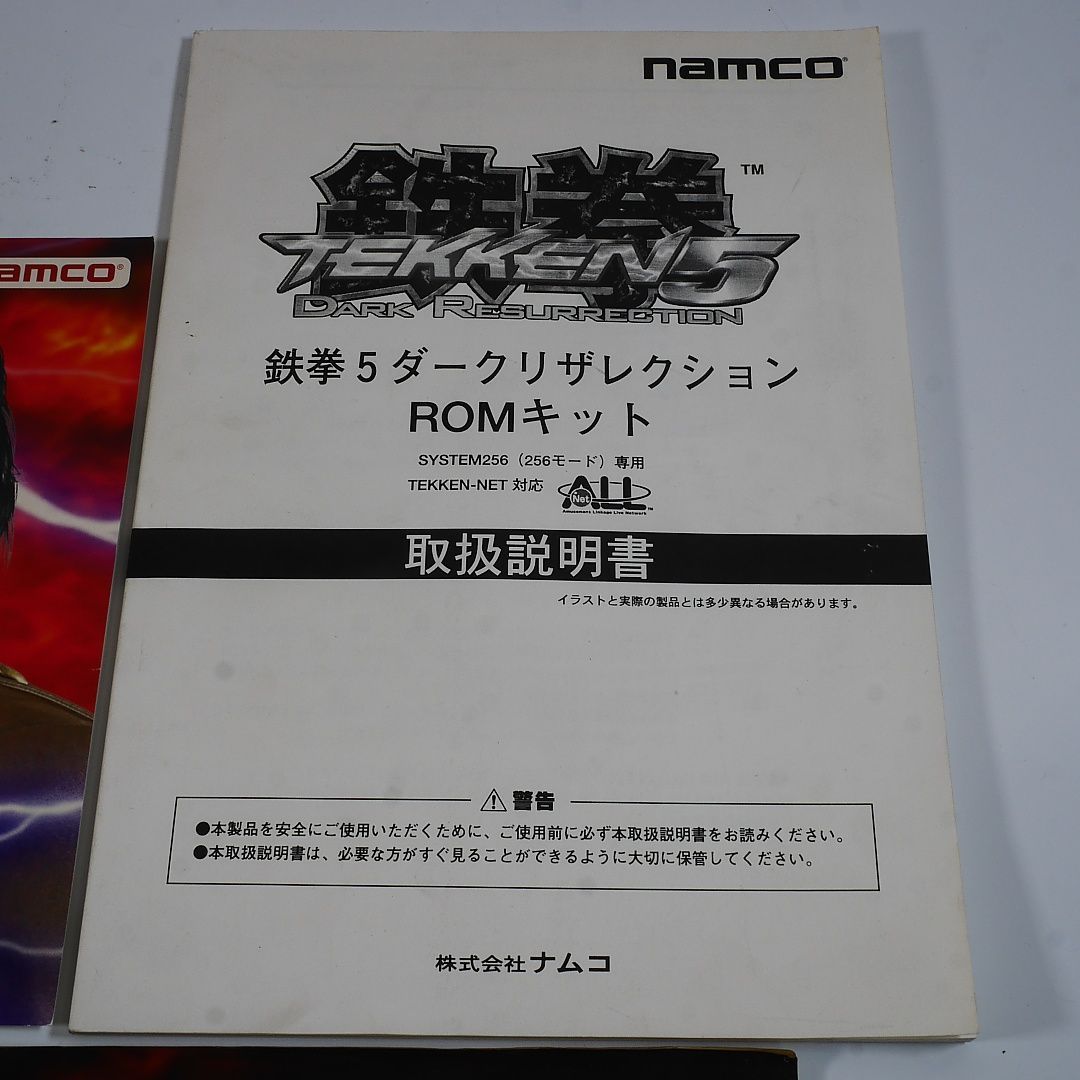 namco
鉄拳
TM
TEKKEN 5
DARK RESURRECTION
鉄拳5ダークリザレクション
ROMキット
SYSTEM256(256モード)専用
TEKKEN-NET 対応
ALL
Net
Amusement Linkage Live Network
TM
取扱説明書
イラストと実際の製品とは多少異なる場合があります。
警告
●本製品を安全にご使用いただくために、ご使用前に必ず本取扱説明書をお読みください。
●本取扱説明書は、必要な方がすぐ見ることができるように大切に保管してください。
株式会社ナムコ
amco